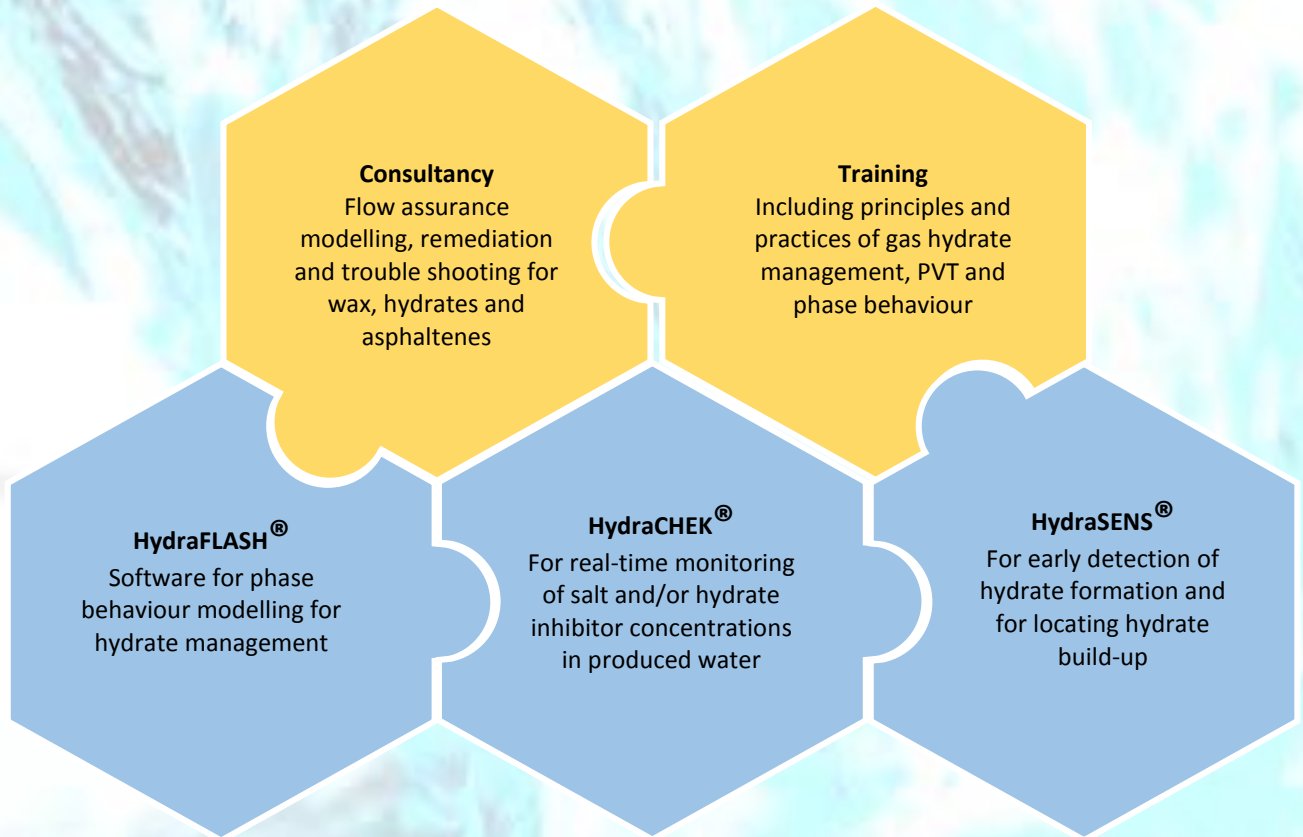 Consultancy
Flow assurance
modelling, remediation
and trouble shooting for
wax, hydrates and
asphaltenes
Training
Including principles and
practices of gas hydrate
management, PVT and
phase behaviour
HydraFLASH®
Software for phase
behaviour modelling for
hydrate management
HydraCHEK®
For real-time monitoring
of salt and/or hydrate
inhibitor concentrations
in produced water
HydraSENS®
For early detection of
hydrate formation and
for locating hydrate
build-up